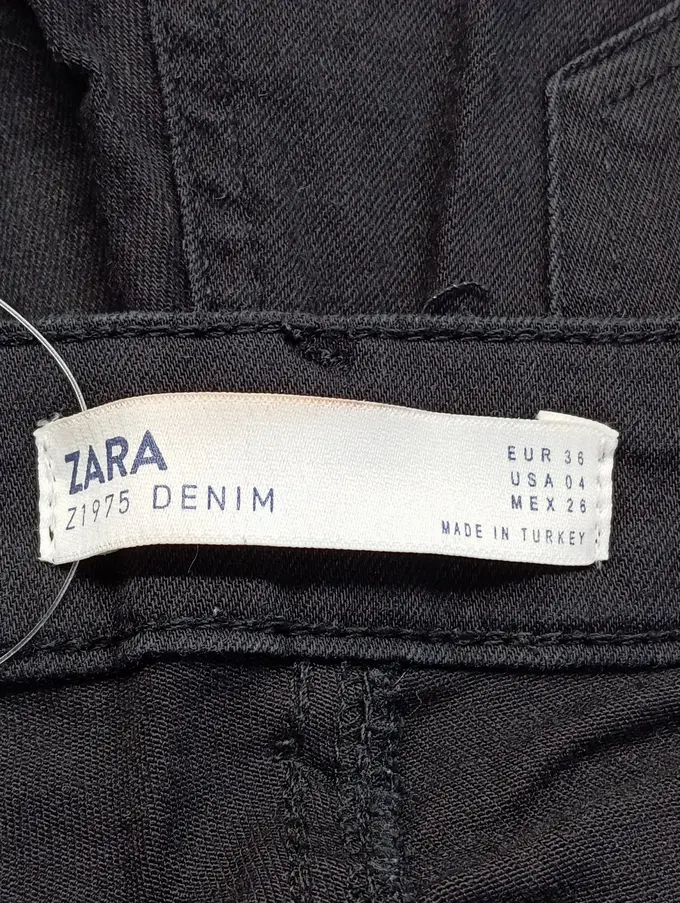 ZARA
Z1975 DENIM
EUR 36
USA 04
MEX 26
MADE IN TURKEY